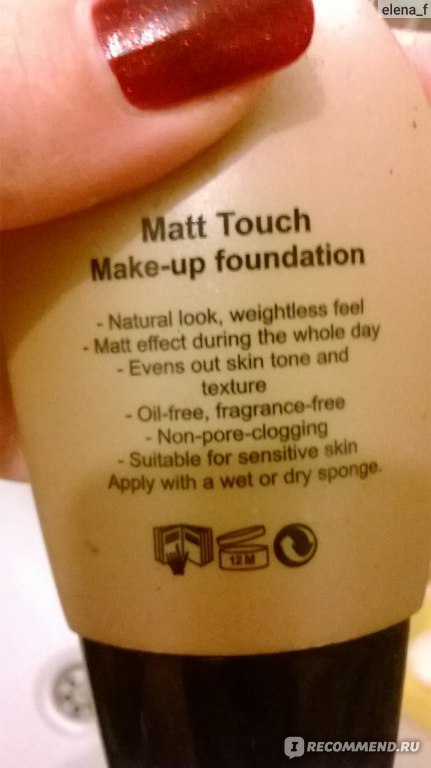 elena_f
Matt Touch
Make-up foundation
- Natural look, weightless feel
- Matt effect during the whole day
- Evens out skin tone and
texture
- Oil-free, fragrance-free
- Non-pore-clogging
- Suitable for sensitive skin
Apply with a wet or dry sponge.
12 M
IRECOMMEND.RU